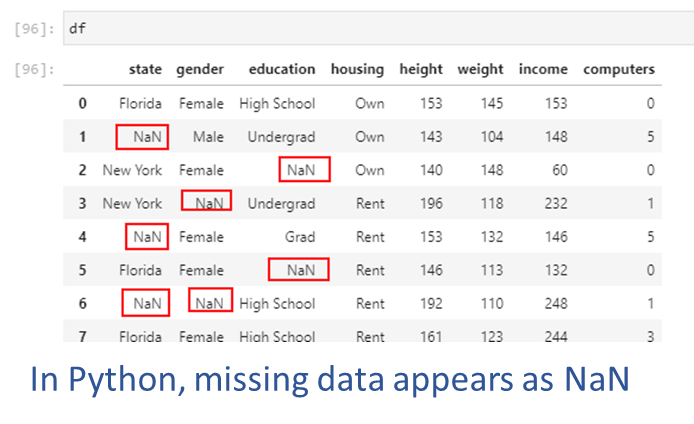 [96]: df
[96]: state gender education housing height weight income computers
0 Florida Female High School Own 153 145 153 0
1 NaN Male Undergrad Own 143 104 148 5
2 New York Female NaN Own 140 148 60 0
3 New York NaN Undergrad Rent 196 118 232 1
4 NaN Female Grad Rent 153 132 146 5
5 Florida Female NaN Rent 146 113 132 0
6 NaN NaN High School Rent 192 110 248 1
7 Florida Female High School Rent 161 123 244 3
In Python, missing data appears as NaN